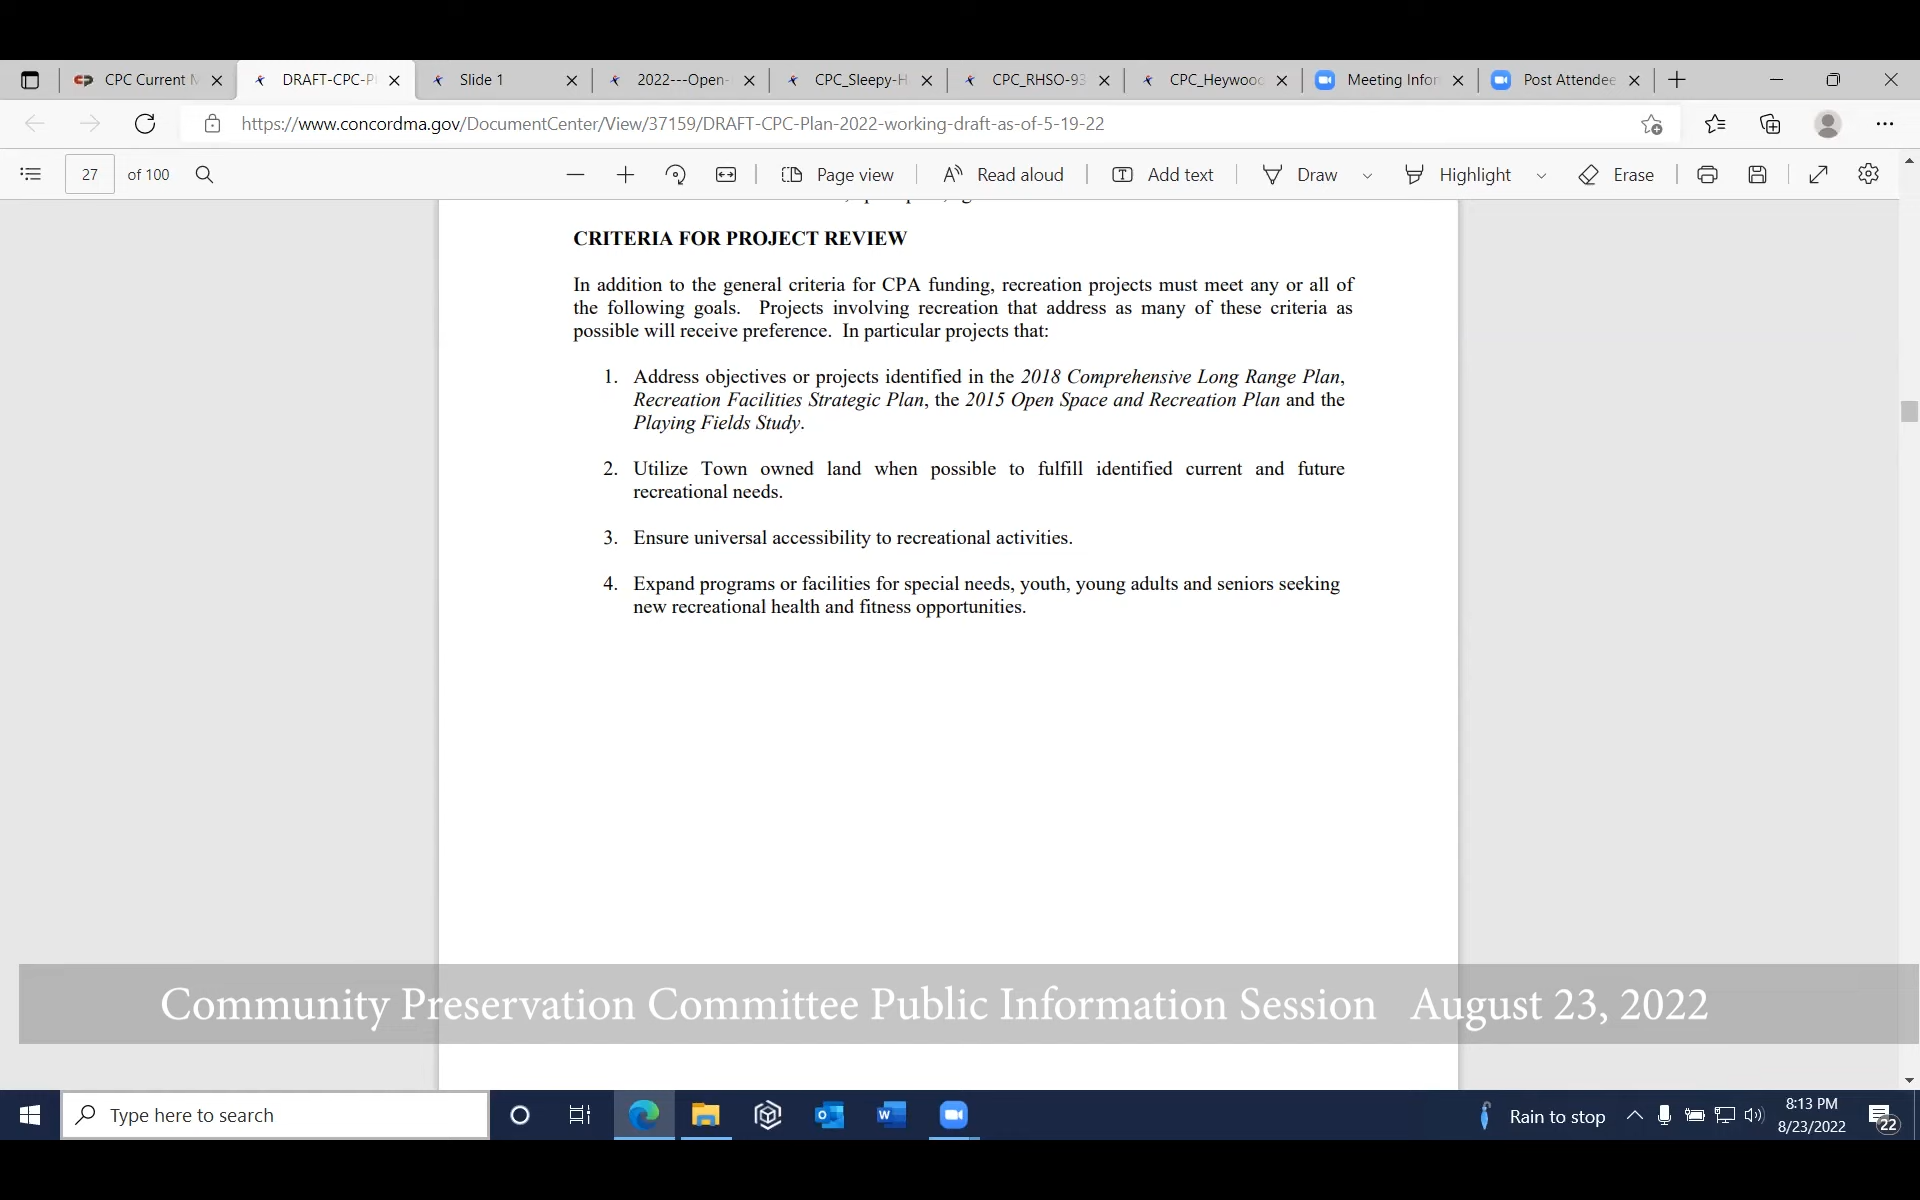 CPC Current M
DRAFT-CPC-P
Slide 1
2022---Open-
CPC_Sleepy-H
CPC_RHSO-93
CPC_Heywood
Meeting Infor
Post Attendee
https://www.concordma.gov/DocumentCenter/View/37159/DRAFT-CPC-Plan-2022-working-draft-as-of-5-19-22
27 of 100
Page view
Read aloud
Add text
Draw
Highlight
Erase
CRITERIA FOR PROJECT REVIEW
In addition to the general criteria for CPA funding, recreation projects must meet any or all of
the following goals. Projects involving recreation that address as many of these criteria as
possible will receive preference. In particular projects that:
1. Address objectives or projects identified in the 2018 Comprehensive Long Range Plan,
Recreation Facilities Strategic Plan, the 2015 Open Space and Recreation Plan and the
Playing Fields Study.
2. Utilize Town owned land when possible to fulfill identified current and future
recreational needs.
3. Ensure universal accessibility to recreational activities.
4. Expand programs or facilities for special needs, youth, young adults and seniors seeking
new recreational health and fitness opportunities.
Community Preservation Committee Public Information Session August 23, 2022
Type here to search
Rain to stop
8:13 PM
8/23/2022
22